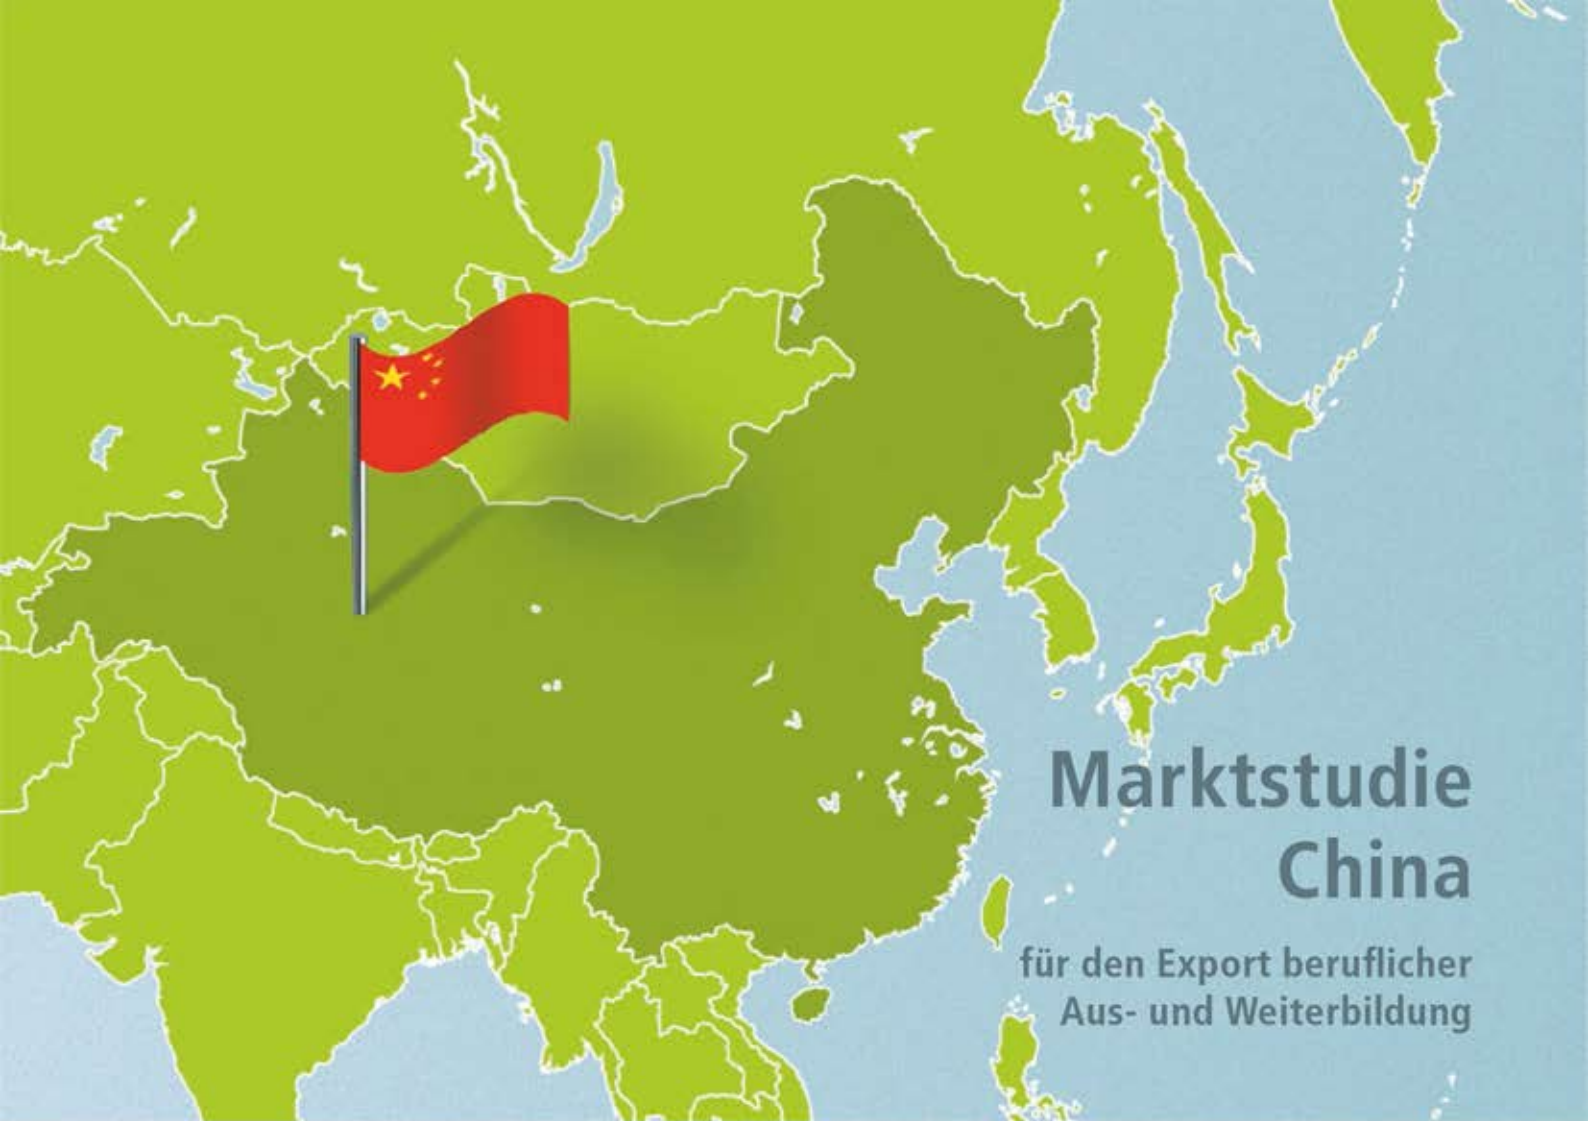 Marktstudie
China
für den Export beruflicher
Aus- und Weiterbildung